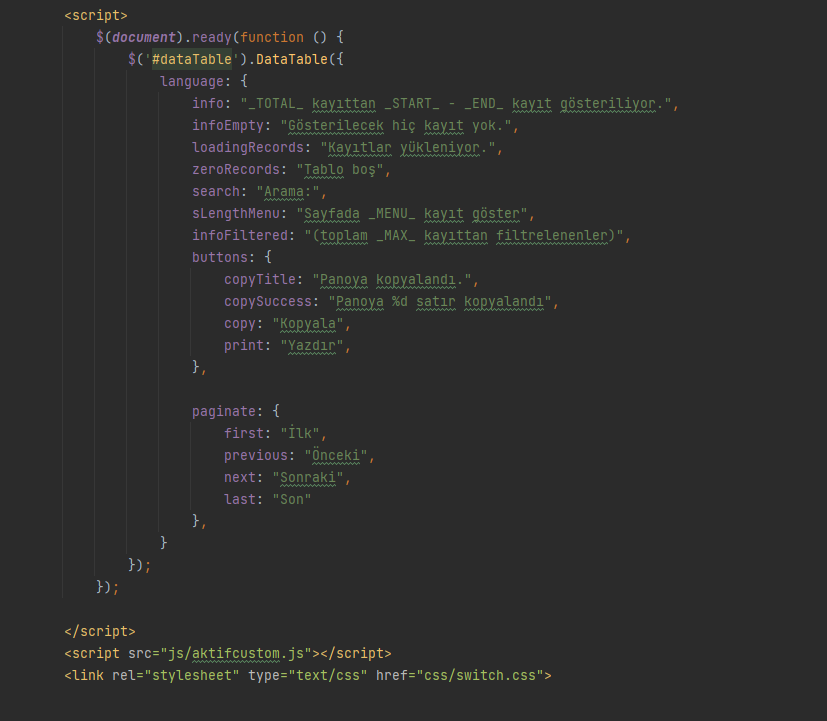 <script>
$(document).ready(function () {
$('#dataTable').DataTable({
language: {
info: "_TOTAL_ kayıttan _START_ - _END_ kayıt gösteriliyor.",
infoEmpty: "Gösterilecek hiç kayıt yok.",
loadingRecords: "Kayıtlar yükleniyor.",
zeroRecords: "Tablo boş",
search: "Arama:",
sLengthMenu: "Sayfada _MENU_ kayıt göster",
infoFiltered: "(toplam _MAX_ kayıttan filtrelenenler)",
buttons: {
copyTitle: "Panoya kopyalandı.",
copySuccess: "Panoya %d satır kopyalandı",
copy: "Kopyala",
print: "Yazdır",
},
paginate: {
first: "İlk",
previous: "Önceki",
next: "Sonraki",
last: "Son"
},
}
});
});
</script>
<script src="js/aktifcustom.js"></script>
<link rel="stylesheet" type="text/css" href="css/switch.css">